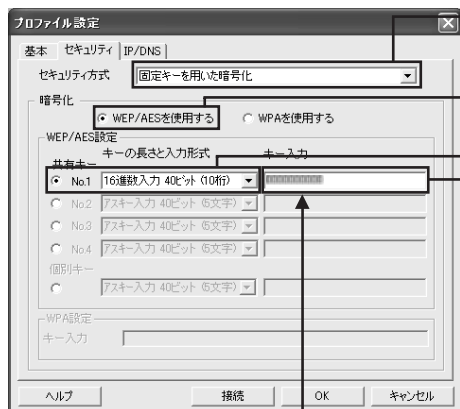 プロファイル設定
基本 セキュリティ IP/DNS
セキュリティ方式 固定キーを用いた暗号化
暗号化
WEP/AESを使用する WPAを使用する
WEP/AES設定
キーの長さと入力形式 キー入力
共有キー
No.1 16進数入力 40ビット (10桁)
No.2 アスキー入力 40ビット (5文字)
No.3 アスキー入力 40ビット (5文字)
No.4 アスキー入力 40ビット (5文字)
個別キー
アスキー入力 40ビット (5文字)
WPA設定
キー入力
ヘルプ 接続 OK キャンセル